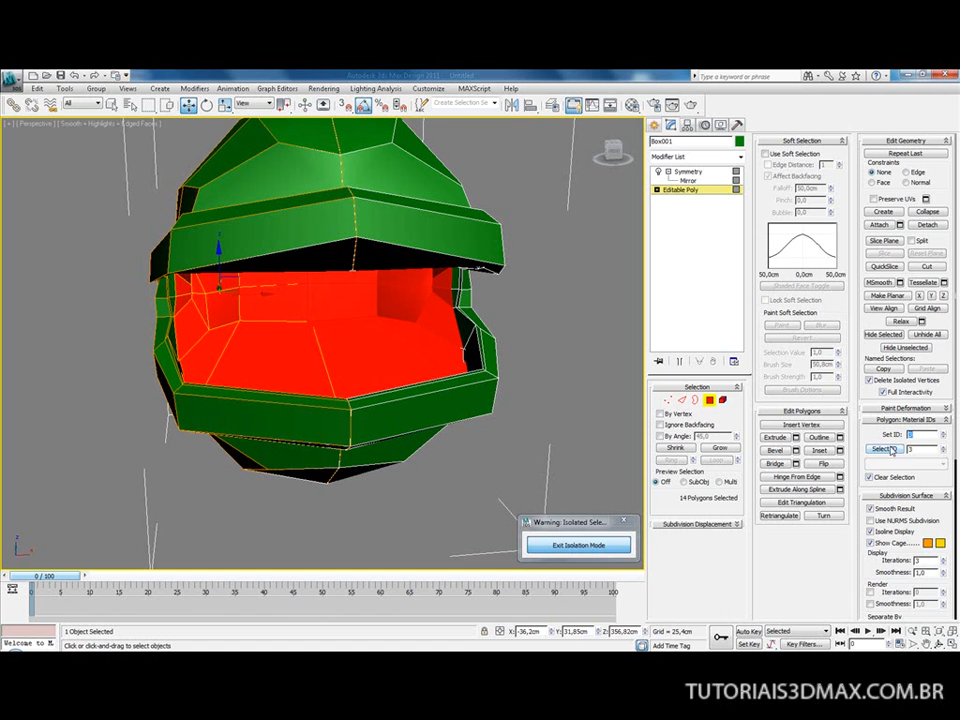 Autodesk 3ds Max Design 2011 Untitled
Type a keyword or phrase
Edit Tools Group Views Create Modifiers Animation Graph Editors Rendering Lighting Analysis Customize MAXScript Help
All View Create Selection Se
[ + ] [ Perspective ] [ Smooth + Highlights + Edged Faces ]
Box001
Modifier List
Symmetry
Mirror
Editable Poly
Selection
By Vertex
Ignore Backfacing
By Angle: 45,0
Shrink Grow
Ring Loop
Preview Selection
Off SubObj Multi
14 Polygons Selected
Subdivision Displacement
Soft Selection
Use Soft Selection
Edge Distance: 1
Affect Backfacing
Falloff: 50,0cm
Pinch: 0,0
Bubble: 0,0
50,0cm 0,0cm 50,0cm
Shaded Face Toggle
Lock Soft Selection
Paint Soft Selection
Paint Blur
Revert
Selection Value 1,0
Brush Size 50,8cm
Brush Strength 1,0
Brush Options
Edit Polygons
Insert Vertex
Extrude Outline
Bevel Inset
Bridge Flip
Hinge From Edge
Extrude Along Spline
Edit Triangulation
Retriangulate Turn
Edit Geometry
Repeat Last
Constraints
None Edge
Face Normal
Preserve UVs
Create Collapse
Attach Detach
Slice Plane Split
Slice Reset Plane
QuickSlice Cut
MSmooth Tessellate
Make Planar X Y Z
View Align Grid Align
Relax
Hide Selected Unhide All
Hide Unselected
Named Selections:
Copy Paste
Delete Isolated Vertices
Full Interactivity
Paint Deformation
Polygon: Material IDs
Set ID:
Select ID 3
Clear Selection
Subdivision Surface
Smooth Result
Use NURMS Subdivision
Isoline Display
Show Cage......
Display
Iterations: 3
Smoothness: 1,0
Render
Iterations: 0
Smoothness: 1,0
Separate By
Warning: Isolated Sele...
Exit Isolation Mode
0 / 100
0 5 10 15 20 25 30 35 40 45 50 55 60 65 70 75 80 85 90 95 100
1 Object Selected X: -36,2cm Y: 31,85cm Z: 356,82cm Grid = 25,4cm Auto Key Selected
Welcome to M Click or click-and-drag to select objects Add Time Tag Set Key Key Filters... 0
TUTORIAIS3DMAX.COM.BR